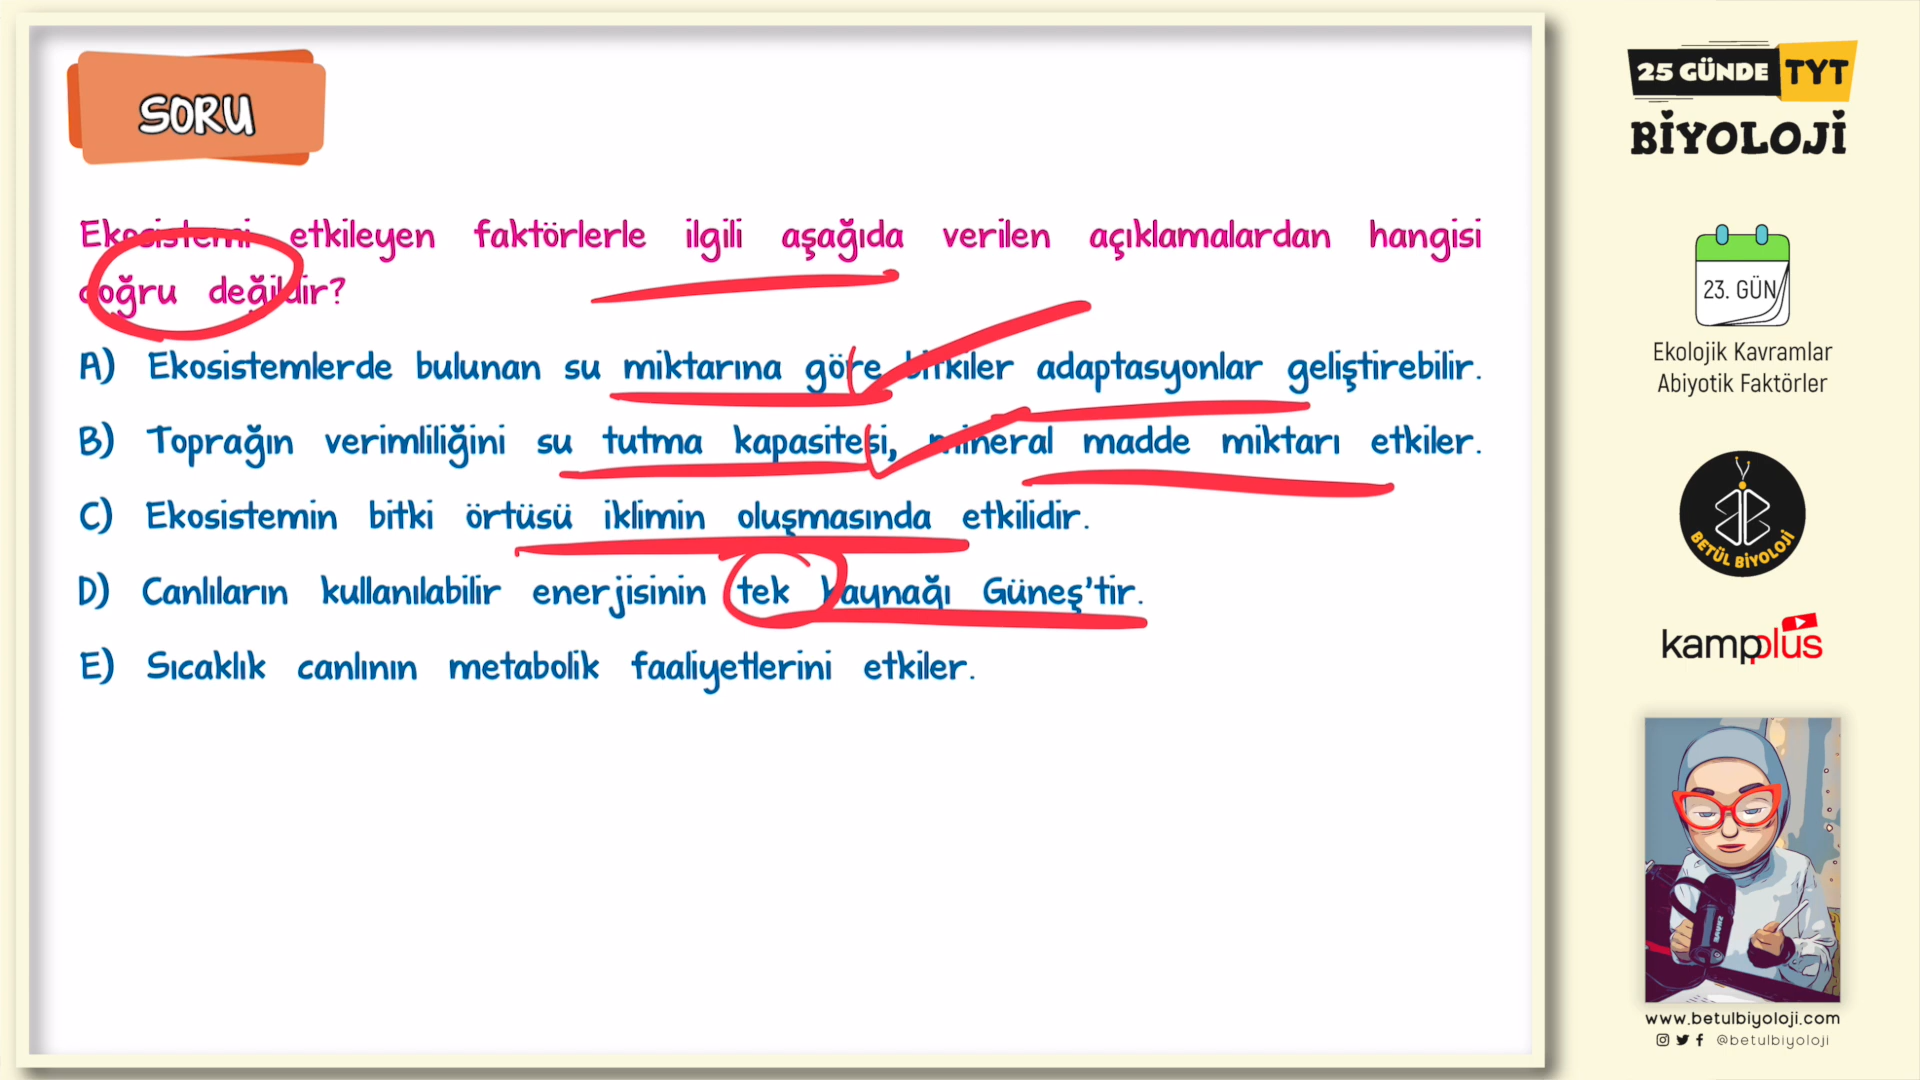 SORU
Ekosistemi etkileyen faktörlerle ilgili aşağıda verilen açıklamalardan hangisi
doğru değildir?
A) Ekosistemlerde bulunan su miktarına göre bitkiler adaptasyonlar geliştirebilir.
B) Toprağın verimliliğini su tutma kapasitesi, mineral madde miktarı etkiler.
C) Ekosistemin bitki örtüsü iklimin oluşmasında etkilidir.
D) Canlıların kullanılabilir enerjisinin tek kaynağı Güneş'tir.
E) Sıcaklık canlının metabolik faaliyetlerini etkiler.
25 GÜNDE TYT
BİYOLOJİ
23. GÜN
Ekolojik Kavramlar
Abiyotik Faktörler
BETÜL BİYOLOJİ
kampplus
www.betulbiyoloji.com
@betulbiyoloji